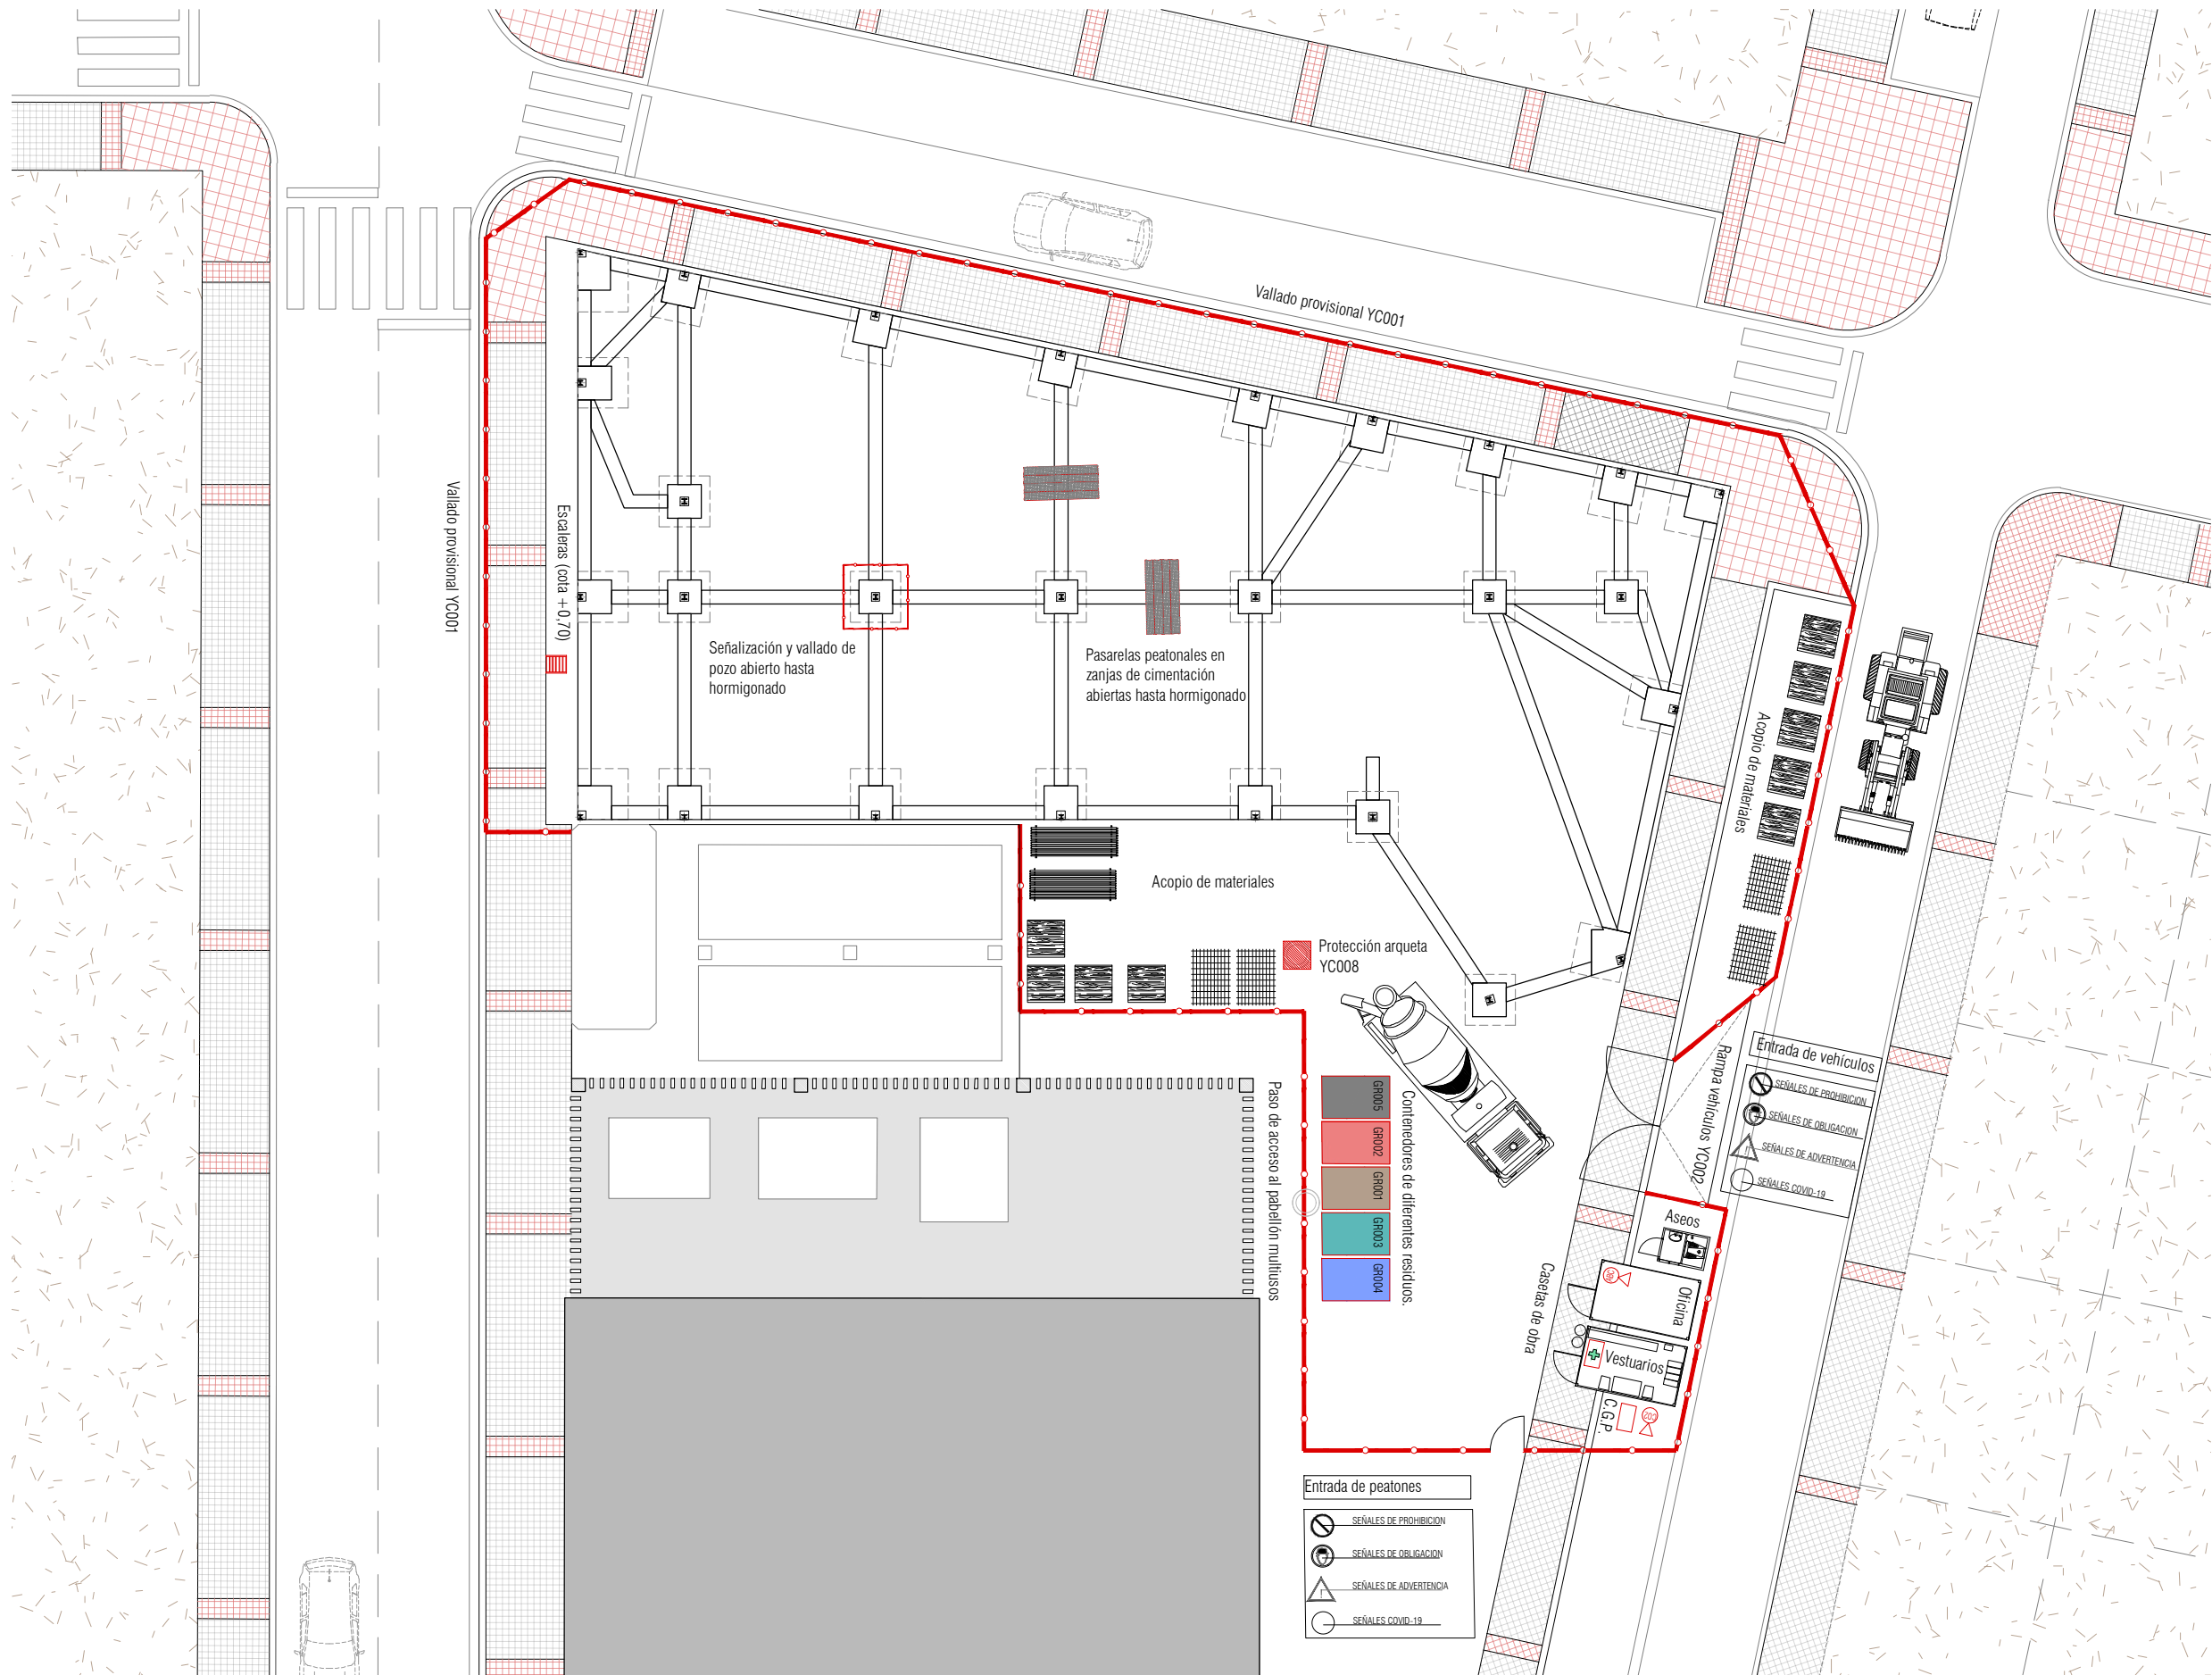 Vallado provisional YC001
Vallado provisional YC001
Escaleras (cota +0,70)
Señalización y vallado de
pozo abierto hasta
hormigonado
Pasarelas peatonales en
zanjas de cimentación
abiertas hasta hormigonado
Acopio de materiales
Acopio de materiales
Protección arqueta
YC008
Entrada de vehículos
SEÑALES DE PROHIBICION
SEÑALES DE OBLIGACION
SEÑALES DE ADVERTENCIA
SEÑALES COVID-19
Rampa vehículos YC002
Paso de acceso al pabellón multiusos
GR005
GR002
GR001
GR003
GR004
Contenedores de diferentes residuos.
Casetas de obra
Aseos
Oficina
Vestuarios
C.G.P.
CO2
Entrada de peatones
SEÑALES DE PROHIBICION
SEÑALES DE OBLIGACION
SEÑALES DE ADVERTENCIA
SEÑALES COVID-19